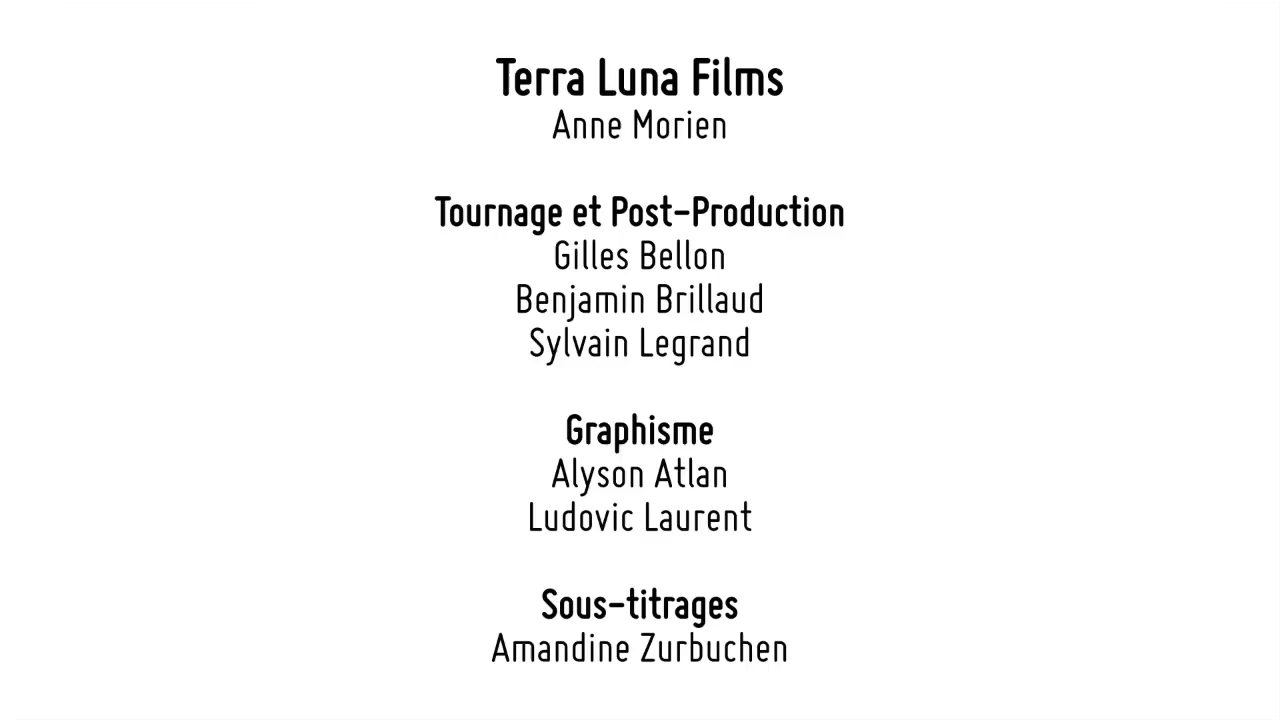 Terra Luna Films
Anne Morien
Tournage et Post-Production
Gilles Bellon
Benjamin Brillaud
Sylvain Legrand
Graphisme
Alyson Atlan
Ludovic Laurent
Sous-titrages
Amandine Zurbuchen